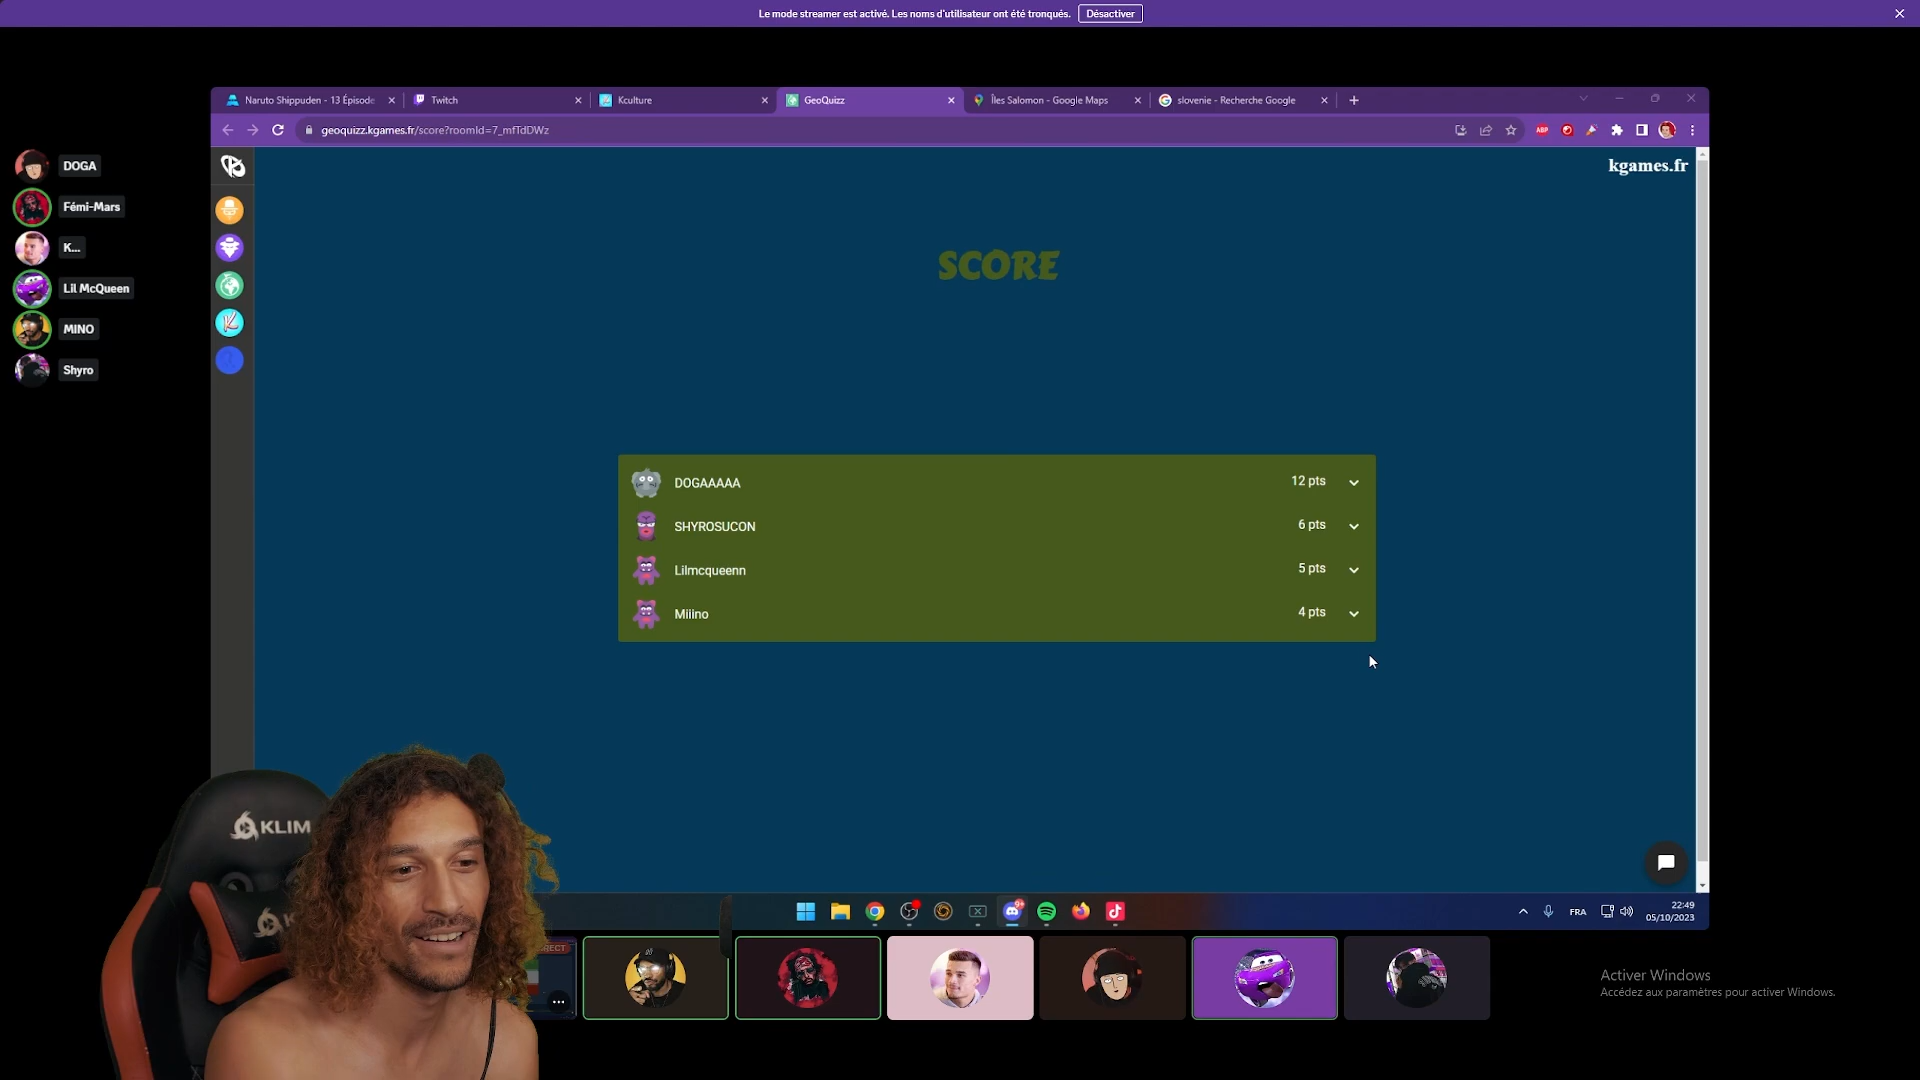 Le mode streamer est activé. Les noms d'utilisateur ont été tronqués. Désactiver
Naruto Shippuden - 13 Épisode
Twitch
Kculture
GeoQuizz
Îles Salomon - Google Maps
slovenie - Recherche Google
geoquizz.kgames.fr/score?roomId=7_mfTdDWz
ABP
kgames.fr
DOGA
Fémi-Mars
K...
Lil McQueen
MINO
Shyro
SCORE
DOGAAAAA 12 pts
SHYROSUCON 6 pts
Lilmcqueenn 5 pts
Miiino 4 pts
KLIM
9+
FRA
22:49
05/10/2023
Activer Windows
Accédez aux paramètres pour activer Windows.